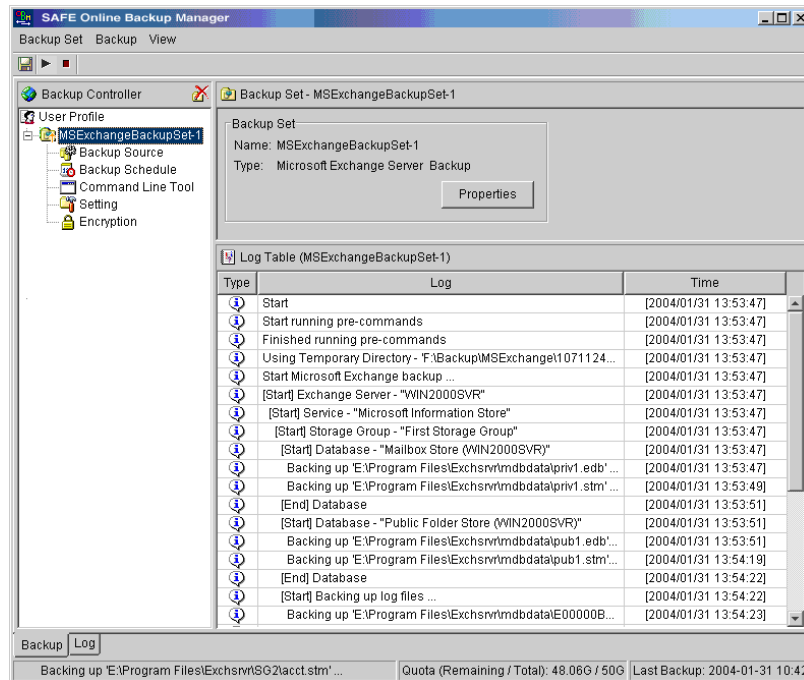 SAFE Online Backup Manager
Backup Set Backup View
Backup Controller
User Profile
MSExchangeBackupSet-1
Backup Source
Backup Schedule
Command Line Tool
Setting
Encryption
Backup Set - MSExchangeBackupSet-1
Backup Set
Name: MSExchangeBackupSet-1
Type: Microsoft Exchange Server Backup
Properties
Log Table (MSExchangeBackupSet-1)
Type Log Time
Start [2004/01/31 13:53:47]
Start running pre-commands [2004/01/31 13:53:47]
Finished running pre-commands [2004/01/31 13:53:47]
Using Temporary Directory - 'F:\Backup\MSExchange\1071124... [2004/01/31 13:53:47]
Start Microsoft Exchange backup ... [2004/01/31 13:53:47]
[Start] Exchange Server - "WIN2000SVR" [2004/01/31 13:53:47]
[Start] Service - "Microsoft Information Store" [2004/01/31 13:53:47]
[Start] Storage Group - "First Storage Group" [2004/01/31 13:53:47]
[Start] Database - "Mailbox Store (WIN2000SVR)" [2004/01/31 13:53:47]
Backing up 'E:\Program Files\Exchsrvr\mdbdata\priv1.edb' ... [2004/01/31 13:53:47]
Backing up 'E:\Program Files\Exchsrvr\mdbdata\priv1.stm' ... [2004/01/31 13:53:49]
[End] Database [2004/01/31 13:53:51]
[Start] Database - "Public Folder Store (WIN2000SVR)" [2004/01/31 13:53:51]
Backing up 'E:\Program Files\Exchsrvr\mdbdata\pub1.edb'... [2004/01/31 13:53:51]
Backing up 'E:\Program Files\Exchsrvr\mdbdata\pub1.stm'... [2004/01/31 13:54:19]
[End] Database [2004/01/31 13:54:22]
[Start] Backing up log files ... [2004/01/31 13:54:22]
Backing up 'E:\Program Files\Exchsrvr\mdbdata\E00000B... [2004/01/31 13:54:23]
Backup Log
Backing up 'E:\Program Files\Exchsrvr\SG2\acct.stm' ... Quota (Remaining / Total): 48.06G / 50G Last Backup: 2004-01-31 10:42